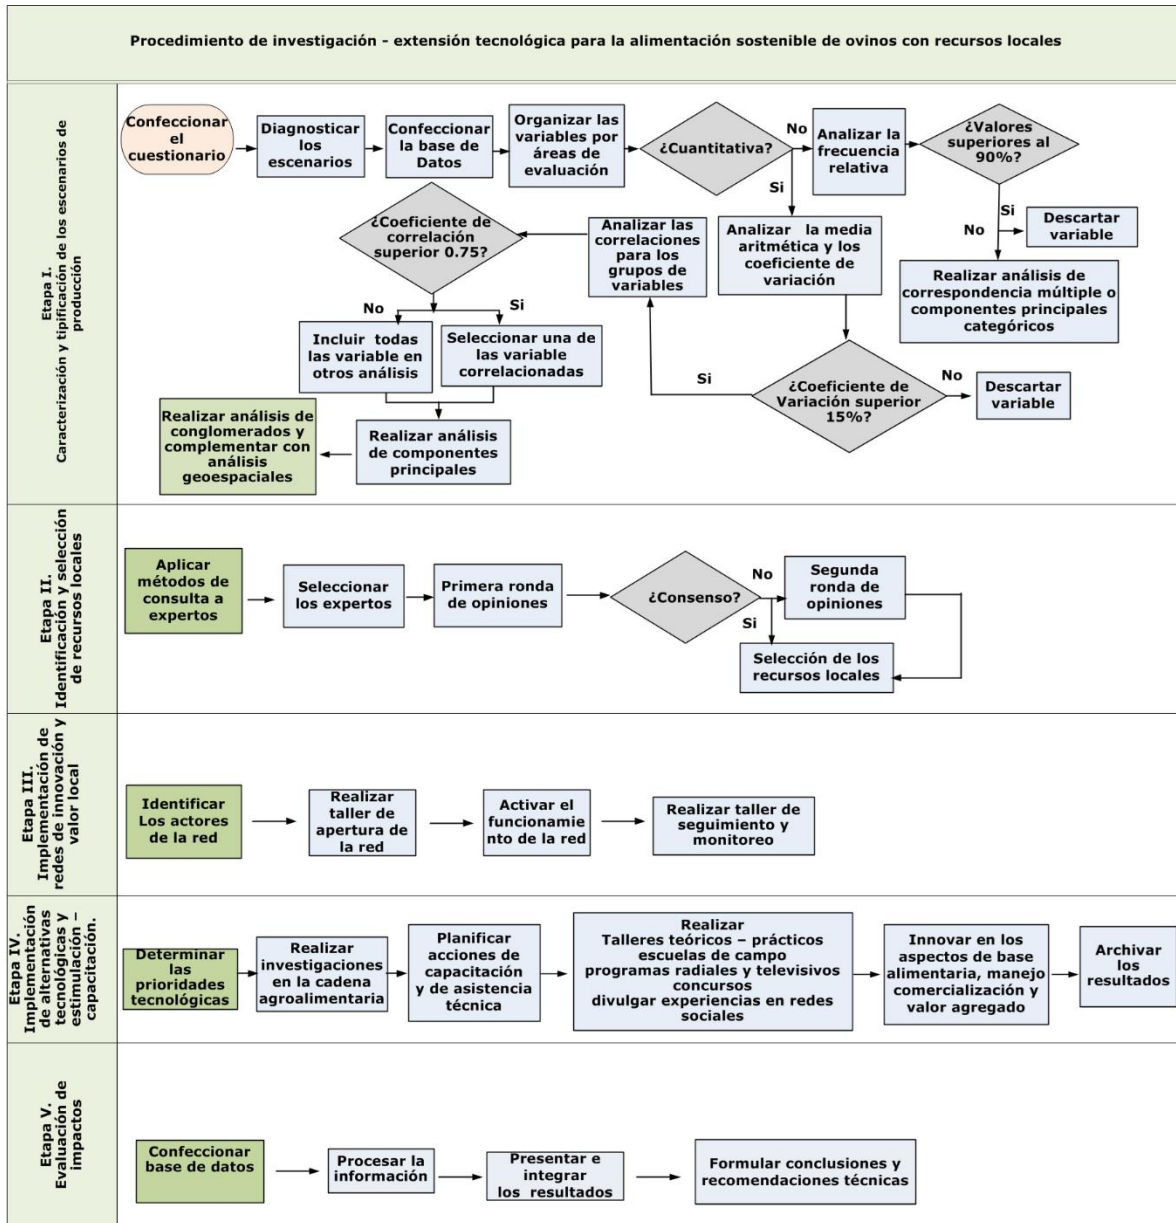 Procedimiento de investigación - extensión tecnológica para la alimentación sostenible de ovinos con recursos locales
Etapa I.
Caracterización y tipificación de los escenarios de
producción
Confeccionar
el
cuestionario
Diagnosticar
los
escenarios
Confeccionar
la base de
Datos
Organizar las
variables por
áreas de
evaluación
¿Cuantitativa?
No
Analizar la
frecuencia
relativa
¿Valores
superiores al
90%?
Si
Si
Descartar
variable
No
Realizar análisis de
correspondencia múltiple o
componentes principales
categóricos
Analizar la media
aritmética y los
coeficiente de
variación
Analizar las
correlaciones
para los
grupos de
variables
¿Coeficiente de
correlación
superior 0.75?
No
Si
Incluir todas
las variable en
otros análisis
Seleccionar una de
las variable
correlacionadas
Si
¿Coeficiente de
Variación superior
15%?
No
Descartar
variable
Realizar análisis de
conglomerados y
complementar con
análisis
geoespaciales
Realizar análisis
de componentes
principales
Etapa II.
Identificación y selección
de recursos locales
Aplicar
métodos de
consulta a
expertos
Seleccionar
los expertos
Primera ronda
de opiniones
¿Consenso?
No
Segunda
ronda de
opiniones
Si
Selección de los
recursos locales
Etapa III.
Implementación de
redes de innovación y
valor local
Identificar
Los actores
de la red
Realizar
taller de
apertura de
la red
Activar el
funcionamie
nto de la red
Realizar taller de
seguimiento y
monitoreo
Etapa IV.
Implementación
de alternativas
tecnológicas y
estimulación –
capacitación.
Determinar
las
prioridades
tecnológicas
Realizar
investigaciones
en la cadena
agroalimentaria
Planificar
acciones de
capacitación
y de asistencia
técnica
Realizar
Talleres teóricos – prácticos
escuelas de campo
programas radiales y televisivos
concursos
divulgar experiencias en redes
sociales
Innovar en los
aspectos de base
alimentaria, manejo
comercialización y
valor agregado
Archivar
los
resultados
Etapa V.
Evaluación de
impactos
Confeccionar
base de datos
Procesar la
información
Presentar e
integrar
los resultados
Formular conclusiones y
recomendaciones técnicas